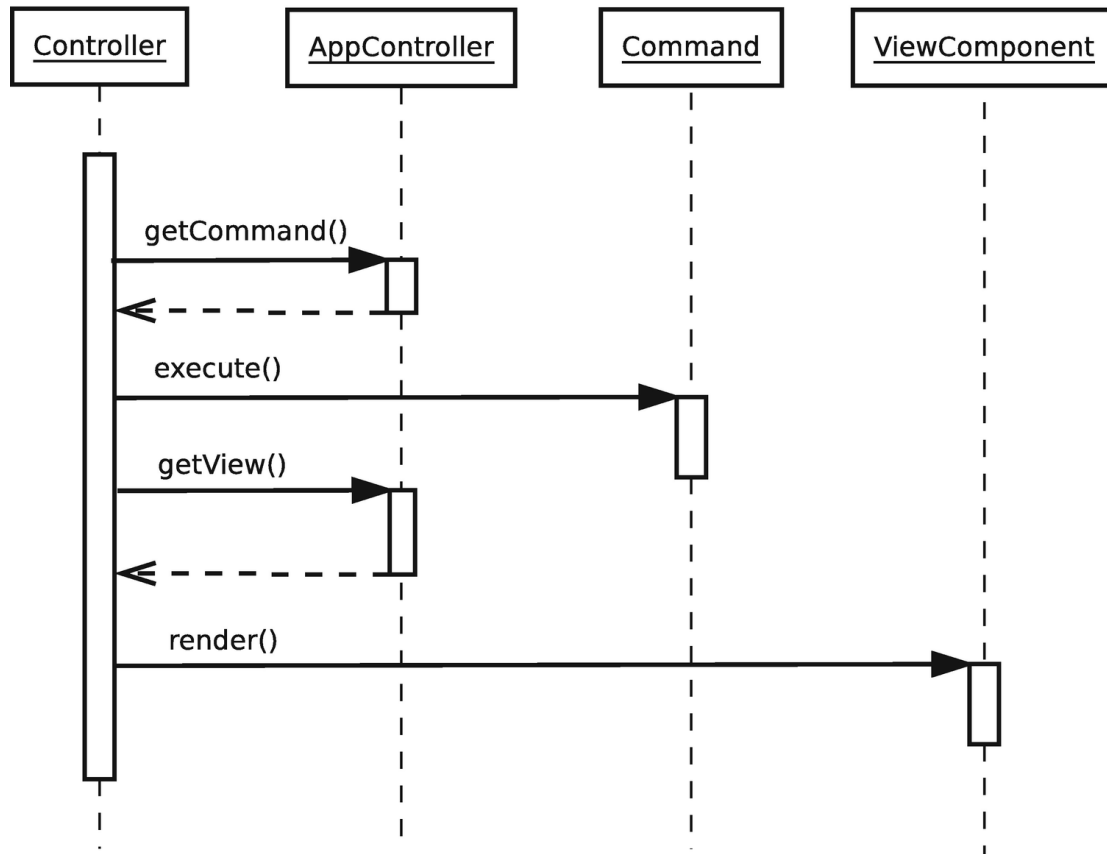 Controller
AppController
Command
ViewComponent
getCommand()
execute()
getView()
render()